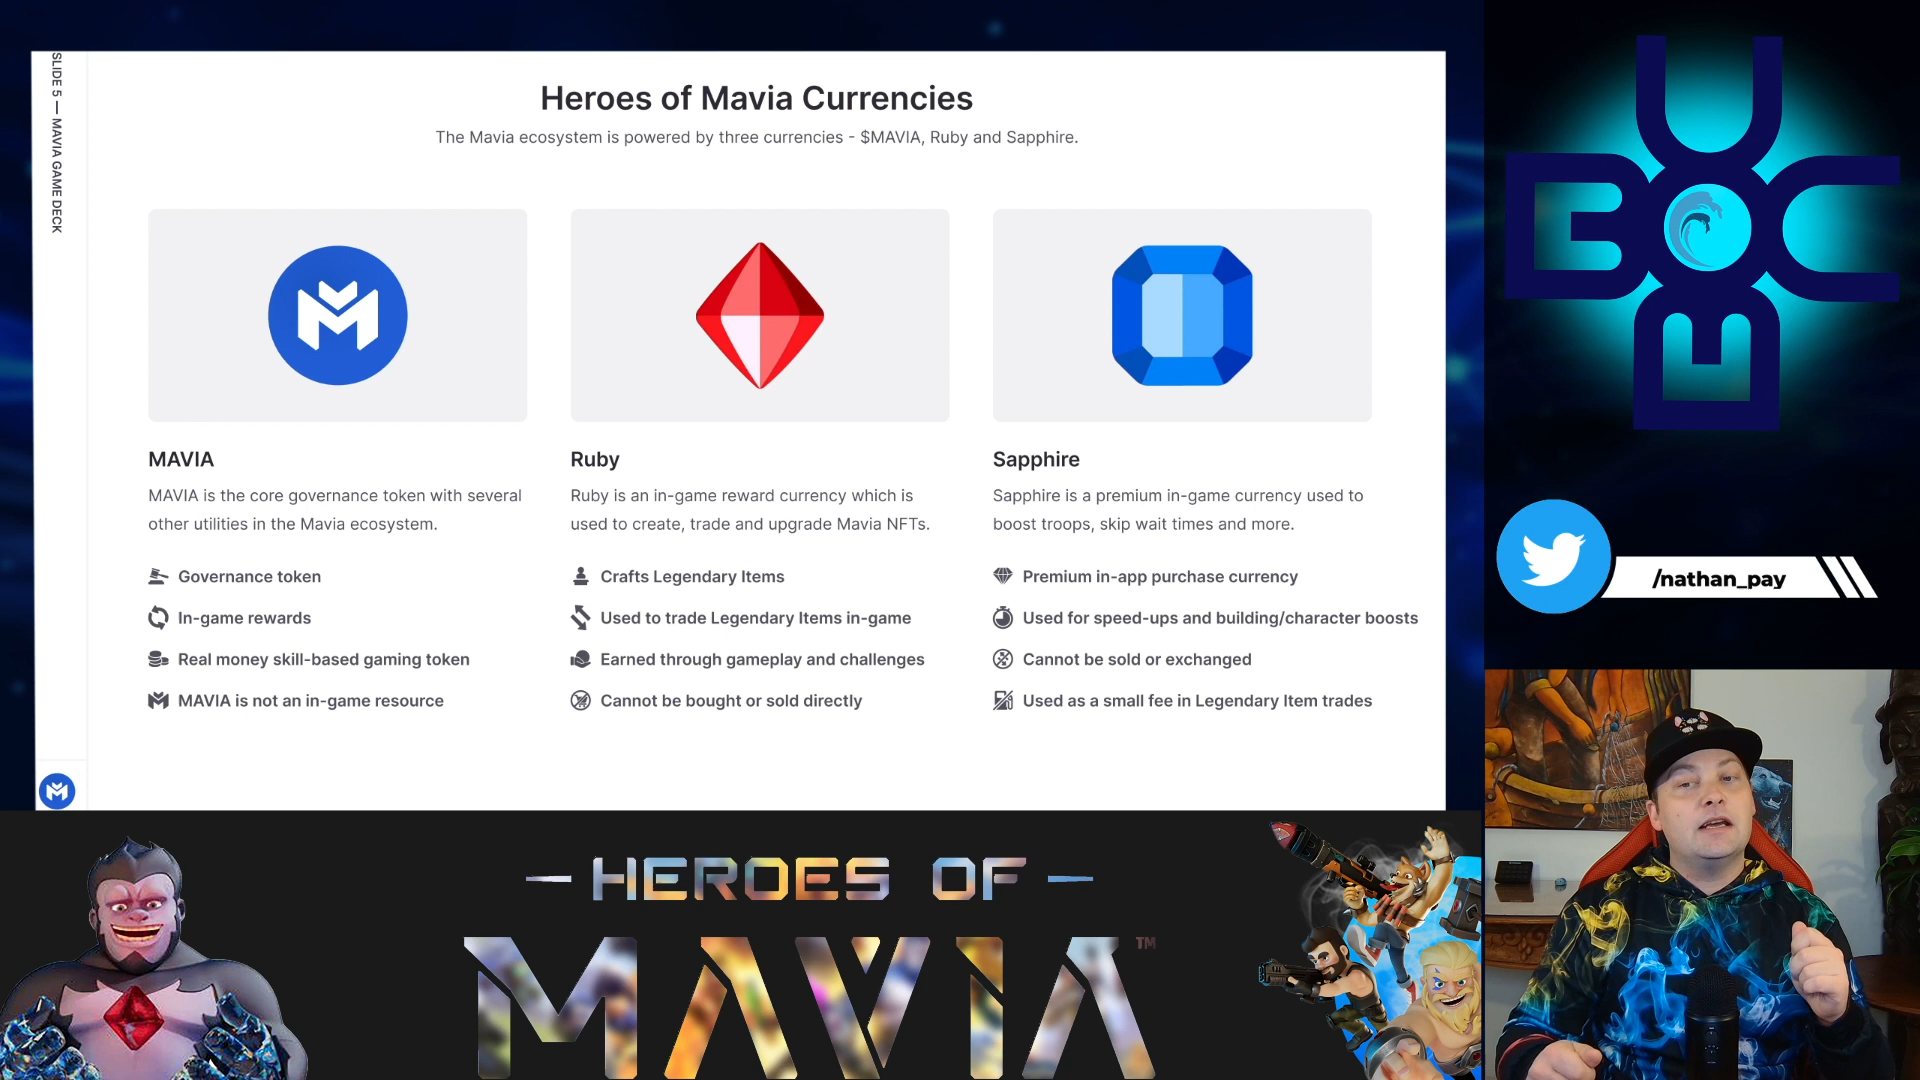 SLIDE 5 — MAVIA GAME DECK
Heroes of Mavia Currencies
The Mavia ecosystem is powered by three currencies - $MAVIA, Ruby and Sapphire.
MAVIA
MAVIA is the core governance token with several
other utilities in the Mavia ecosystem.
Governance token
In-game rewards
Real money skill-based gaming token
MAVIA is not an in-game resource
Ruby
Ruby is an in-game reward currency which is
used to create, trade and upgrade Mavia NFTs.
Crafts Legendary Items
Used to trade Legendary Items in-game
Earned through gameplay and challenges
Cannot be bought or sold directly
Sapphire
Sapphire is a premium in-game currency used to
boost troops, skip wait times and more.
Premium in-app purchase currency
Used for speed-ups and building/character boosts
Cannot be sold or exchanged
Used as a small fee in Legendary Item trades
/nathan_pay
HEROES OF
MAVIA™